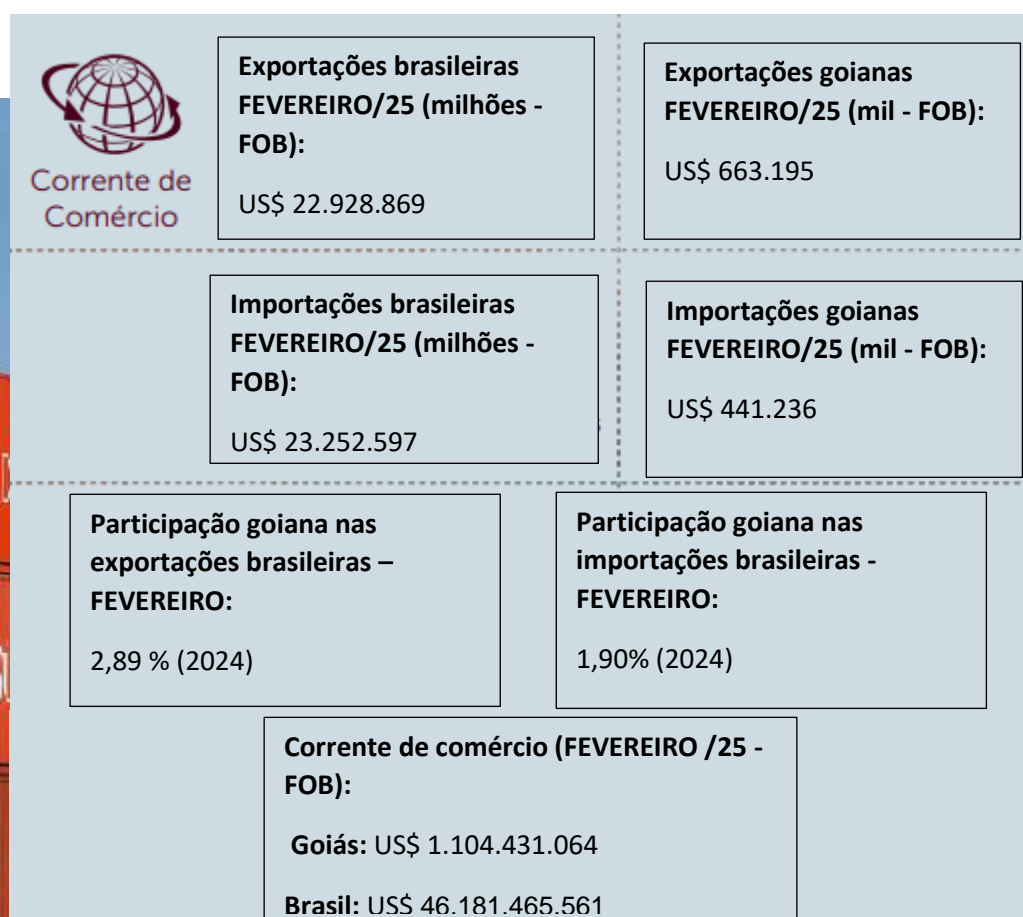 Corrente de
Comércio
Exportações brasileiras
FEVEREIRO/25 (milhões -
FOB):
US$ 22.928.869
Exportações goianas
FEVEREIRO/25 (mil - FOB):
US$ 663.195
Importações brasileiras
FEVEREIRO/25 (milhões -
FOB):
US$ 23.252.597
Importações goianas
FEVEREIRO/25 (mil - FOB):
US$ 441.236
Participação goiana nas
exportações brasileiras –
FEVEREIRO:
2,89 % (2024)
Participação goiana nas
importações brasileiras -
FEVEREIRO:
1,90% (2024)
Corrente de comércio (FEVEREIRO /25 -
FOB):
Goiás: US$ 1.104.431.064
Brasil: US$ 46.181.465.561